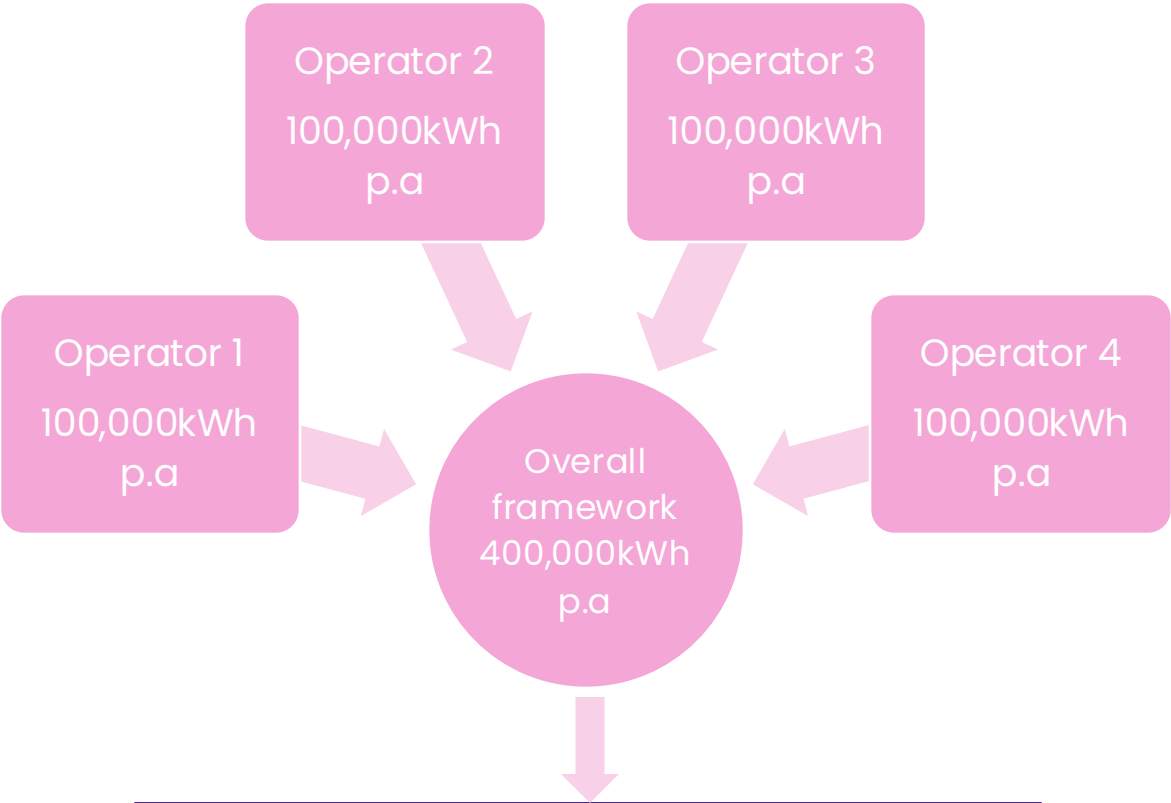 Operator 2
100,000kWh
p.a
Operator 3
100,000kWh
p.a
Operator 1
100,000kWh
p.a
Operator 4
100,000kWh
p.a
Overall
framework
400,000kWh
p.a